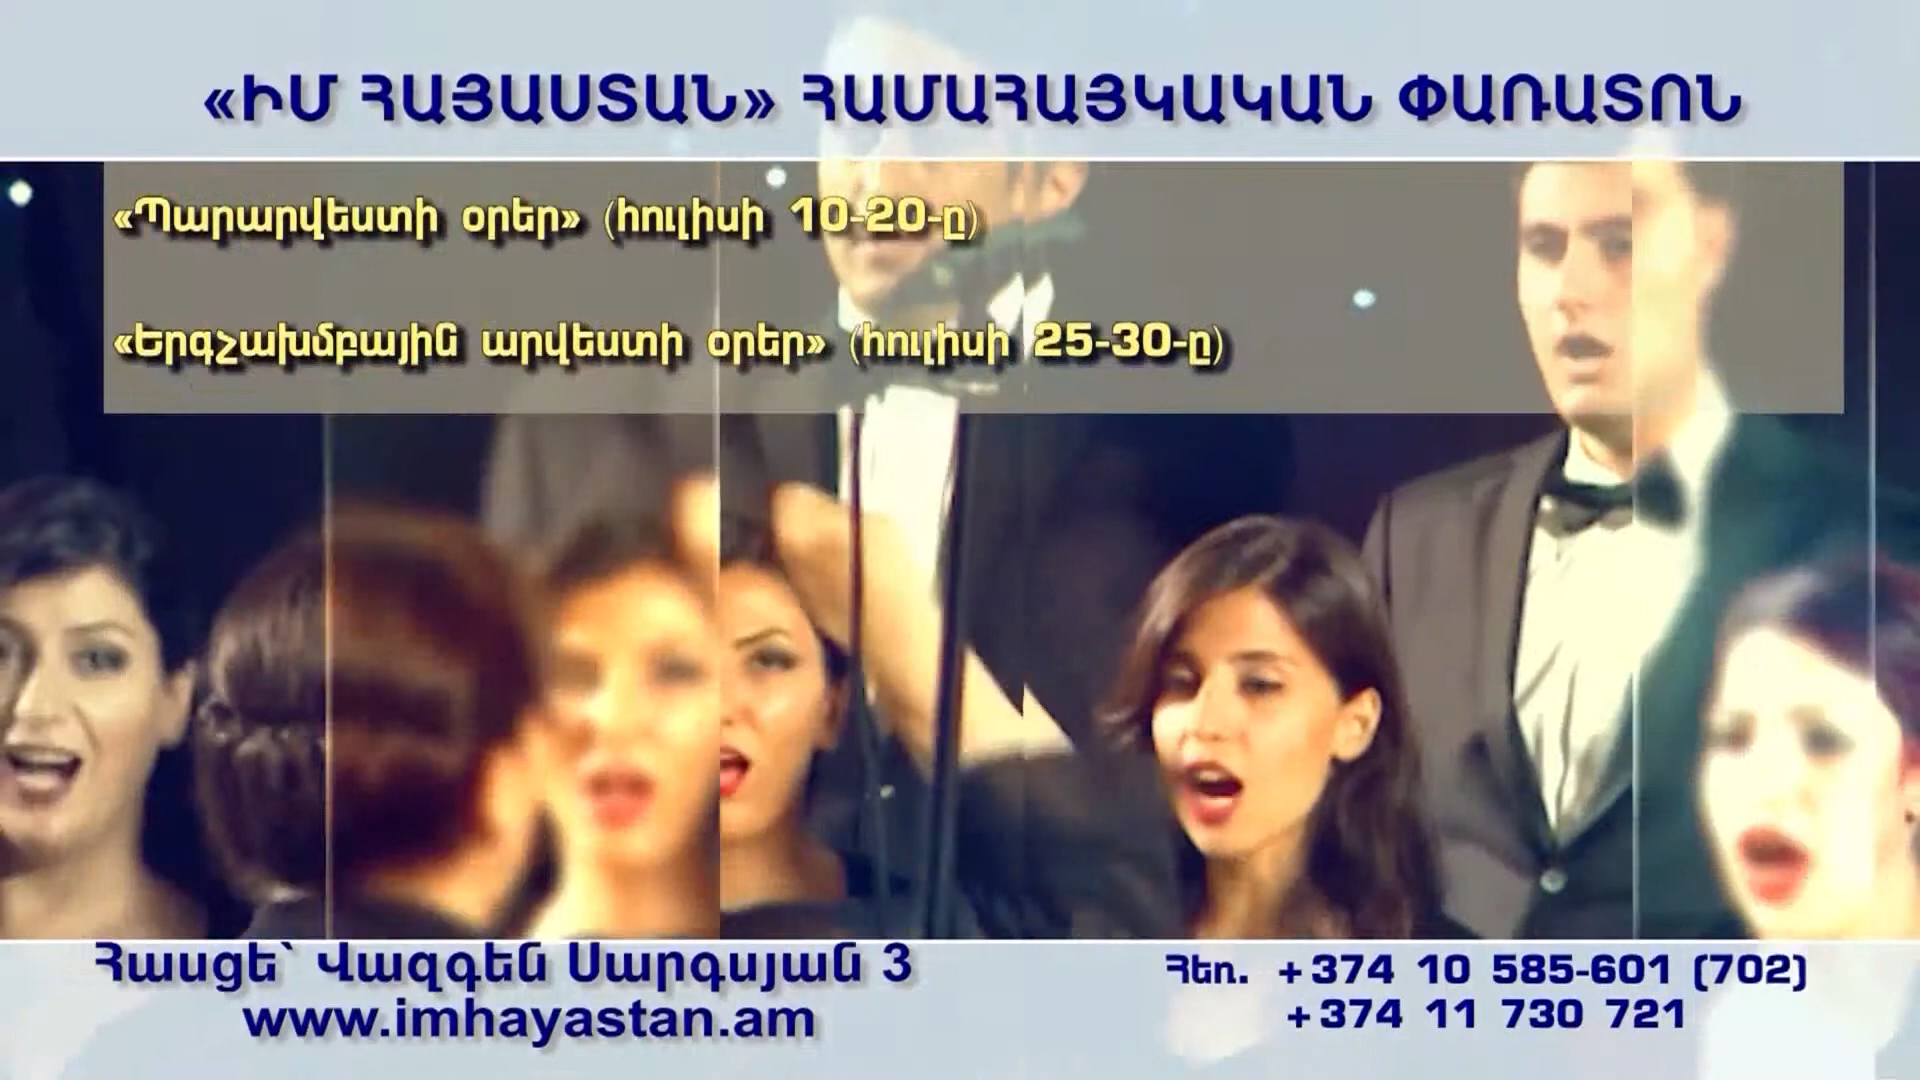 «ԻՄ ՀԱՅԱՍՏԱՆ» ՀԱՄԱՀԱՅԿԱԿԱՆ ՓԱՌԱՏՈՆ
«Պարարվեստի օրեր» (հուլիսի 10-20-ը)
«Երգչախմբային արվեստի օրեր» (հուլիսի 25-30-ը)
Հասցե՝ Վազգեն Սարգսյան 3
www.imhayastan.am
Հեռ. +374 10 585-601 (702)
+374 11 730 721